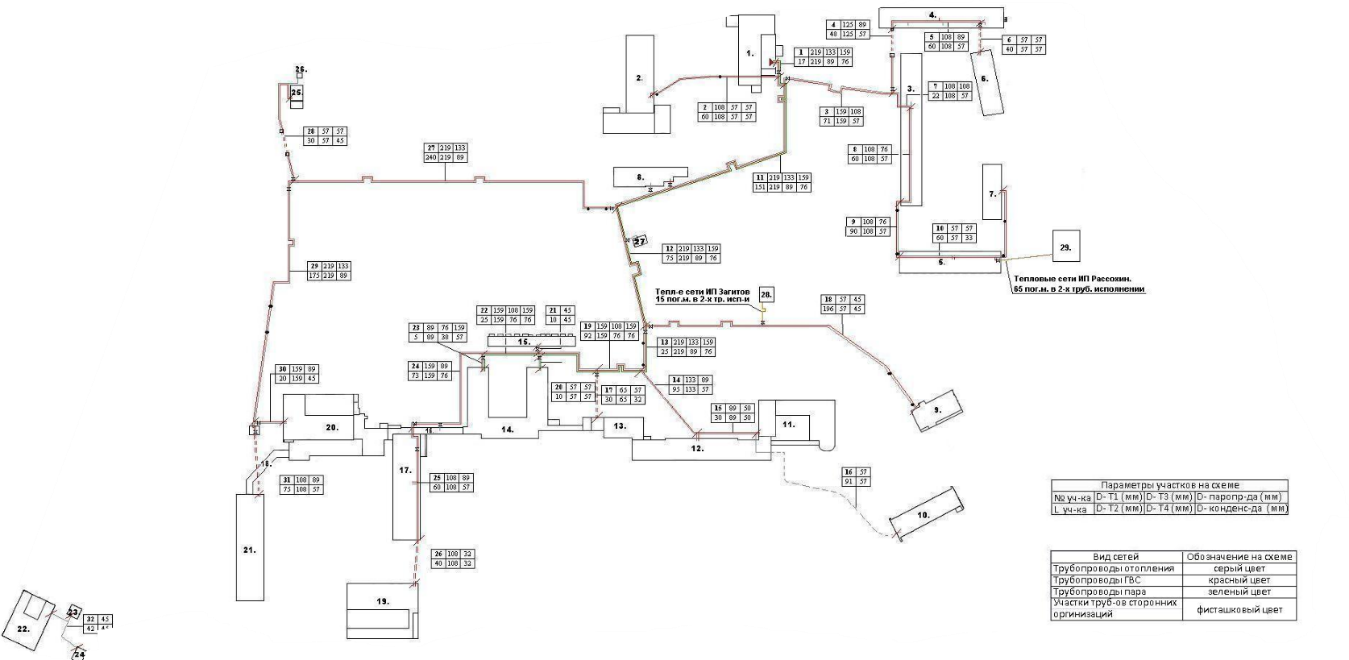 4.
4 125 89
48 125 57
5 108 89
60 108 57
6 57 57
40 57 57
1.
1 219 133 159
17 219 89 76
2.
6.
3.
7 108 108
22 108 57
26.
25.
2 108 57 57
60 108 57 57
3 159 108
71 159 57
28 57 57
30 57 45
27 219 133
240 219 89
8 108 76
68 108 57
8.
11 219 133 159
151 219 89 76
7.
9 108 76
90 108 57
10 57 57
60 57 33
27
12 219 133 159
75 219 89 76
29.
5.
29 219 133
175 219 89
Тепловые сети ИП Рассохин.
65 пог.м. в 2-х труб. исполнении
Тепл-е сети ИП Загитов
15 пог.м. в 2-х тр. исп-и
28.
18 57 45
196 57 45
22 159 108 159
25 159 76 76
21 45
10 45
23 89 76 159
5 89 38 57
19 159 108 159
92 159 76 76
15.
13 219 133 159
25 219 89 76
30 159 89
20 159 45
24 159 89
73 159 76
14 133 89
95 133 57
20 57 57
10 57 57
17 65 57
30 65 32
15 89 50
30 89 50
9.
20.
14.
13.
11.
12.
18.
17.
31 108 89
75 108 57
25 108 89
60 108 57
16 57
91 57
Параметры участков на схеме
№ уч-ка D- T1 (мм) D- T3 (мм) D- паропр-да (мм)
L уч-ка D- T2 (мм) D- T4 (мм) D- конденс-да (мм)
10.
21.
26 108 32
40 108 32
Вид сетей Обозначение на схеме
Трубопроводы отопления серый цвет
Трубопроводы ГВС красный цвет
Трубопроводы пара зеленый цвет
Участки труб-ов сторонних
орginизаций фисташковый цвет
19.
22.
23
32 45
42
24